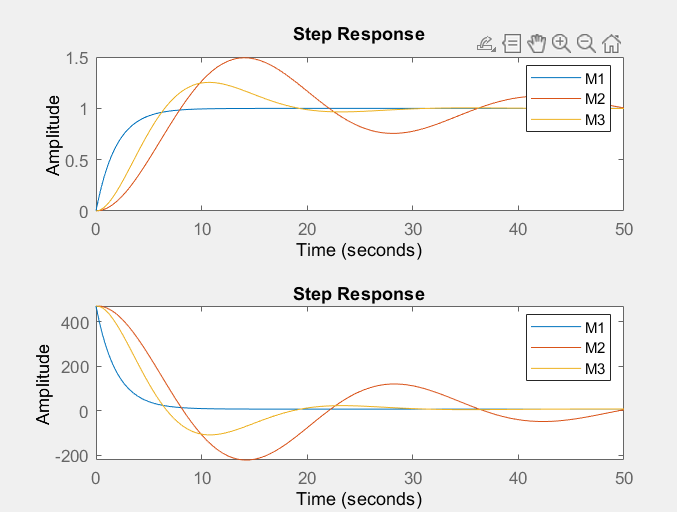 Step Response
1.5
1
0.5
0
Amplitude
M1
M2
M3
0 10 20 30 40 50
Time (seconds)
Step Response
400
200
0
-200
Amplitude
M1
M2
M3
0 10 20 30 40 50
Time (seconds)